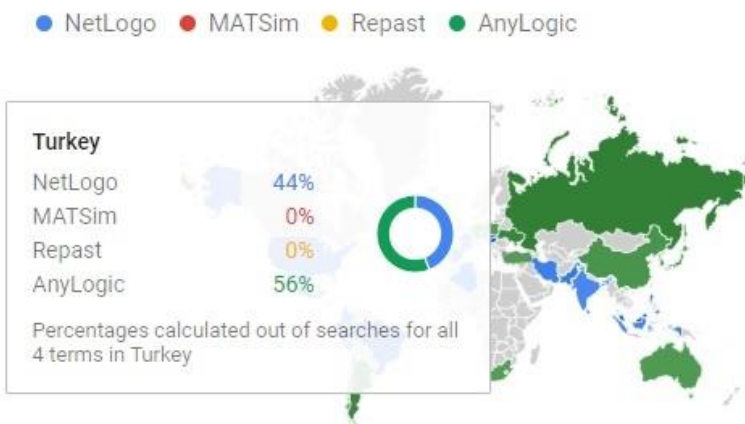 NetLogo MATSim Repast AnyLogic
Turkey
NetLogo 44%
MATSim 0%
Repast 0%
AnyLogic 56%
Percentages calculated out of searches for all
4 terms in Turkey